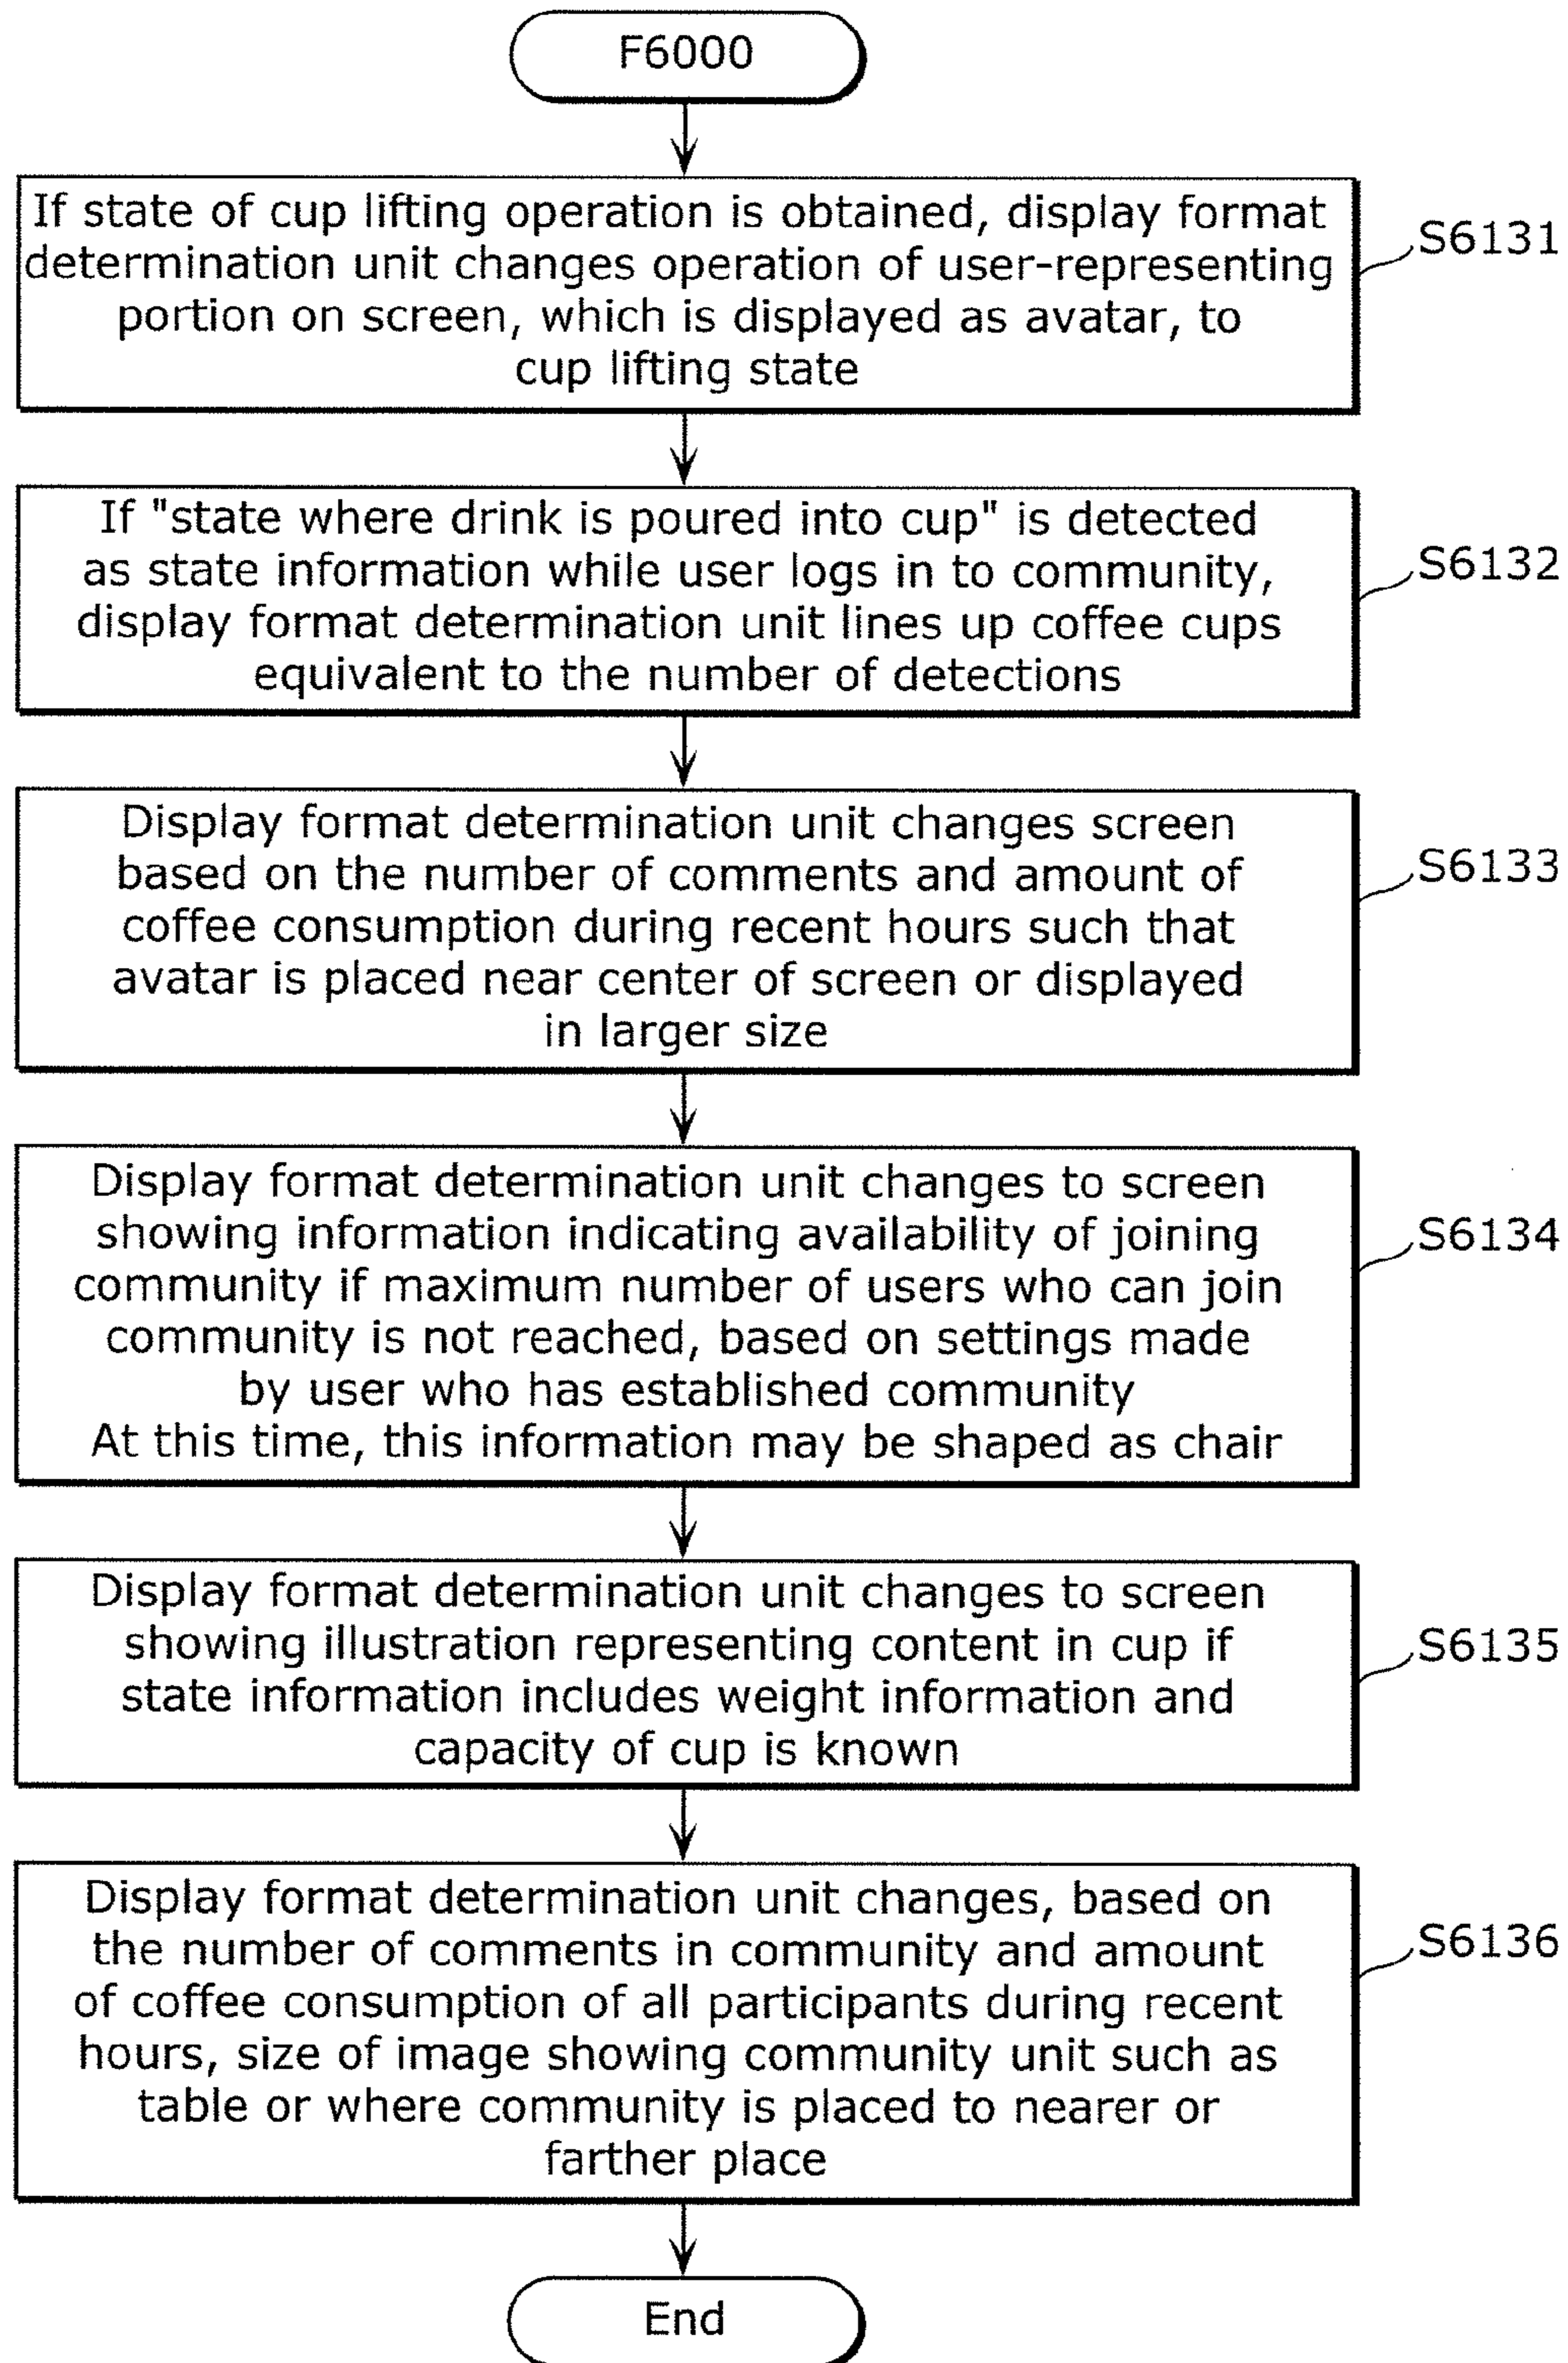 F6000
If state of cup lifting operation is obtained, display format
determination unit changes operation of user-representing
portion on screen, which is displayed as avatar, to
cup lifting state
S6131
If "state where drink is poured into cup" is detected
as state information while user logs in to community,
display format determination unit lines up coffee cups
equivalent to the number of detections
S6132
Display format determination unit changes screen
based on the number of comments and amount of
coffee consumption during recent hours such that
avatar is placed near center of screen or displayed
in larger size
S6133
Display format determination unit changes to screen
showing information indicating availability of joining
community if maximum number of users who can join
community is not reached, based on settings made
by user who has established community
At this time, this information may be shaped as chair
S6134
Display format determination unit changes to screen
showing illustration representing content in cup if
state information includes weight information and
capacity of cup is known
S6135
Display format determination unit changes, based on
the number of comments in community and amount
of coffee consumption of all participants during recent
hours, size of image showing community unit such as
table or where community is placed to nearer or
farther place
S6136
End